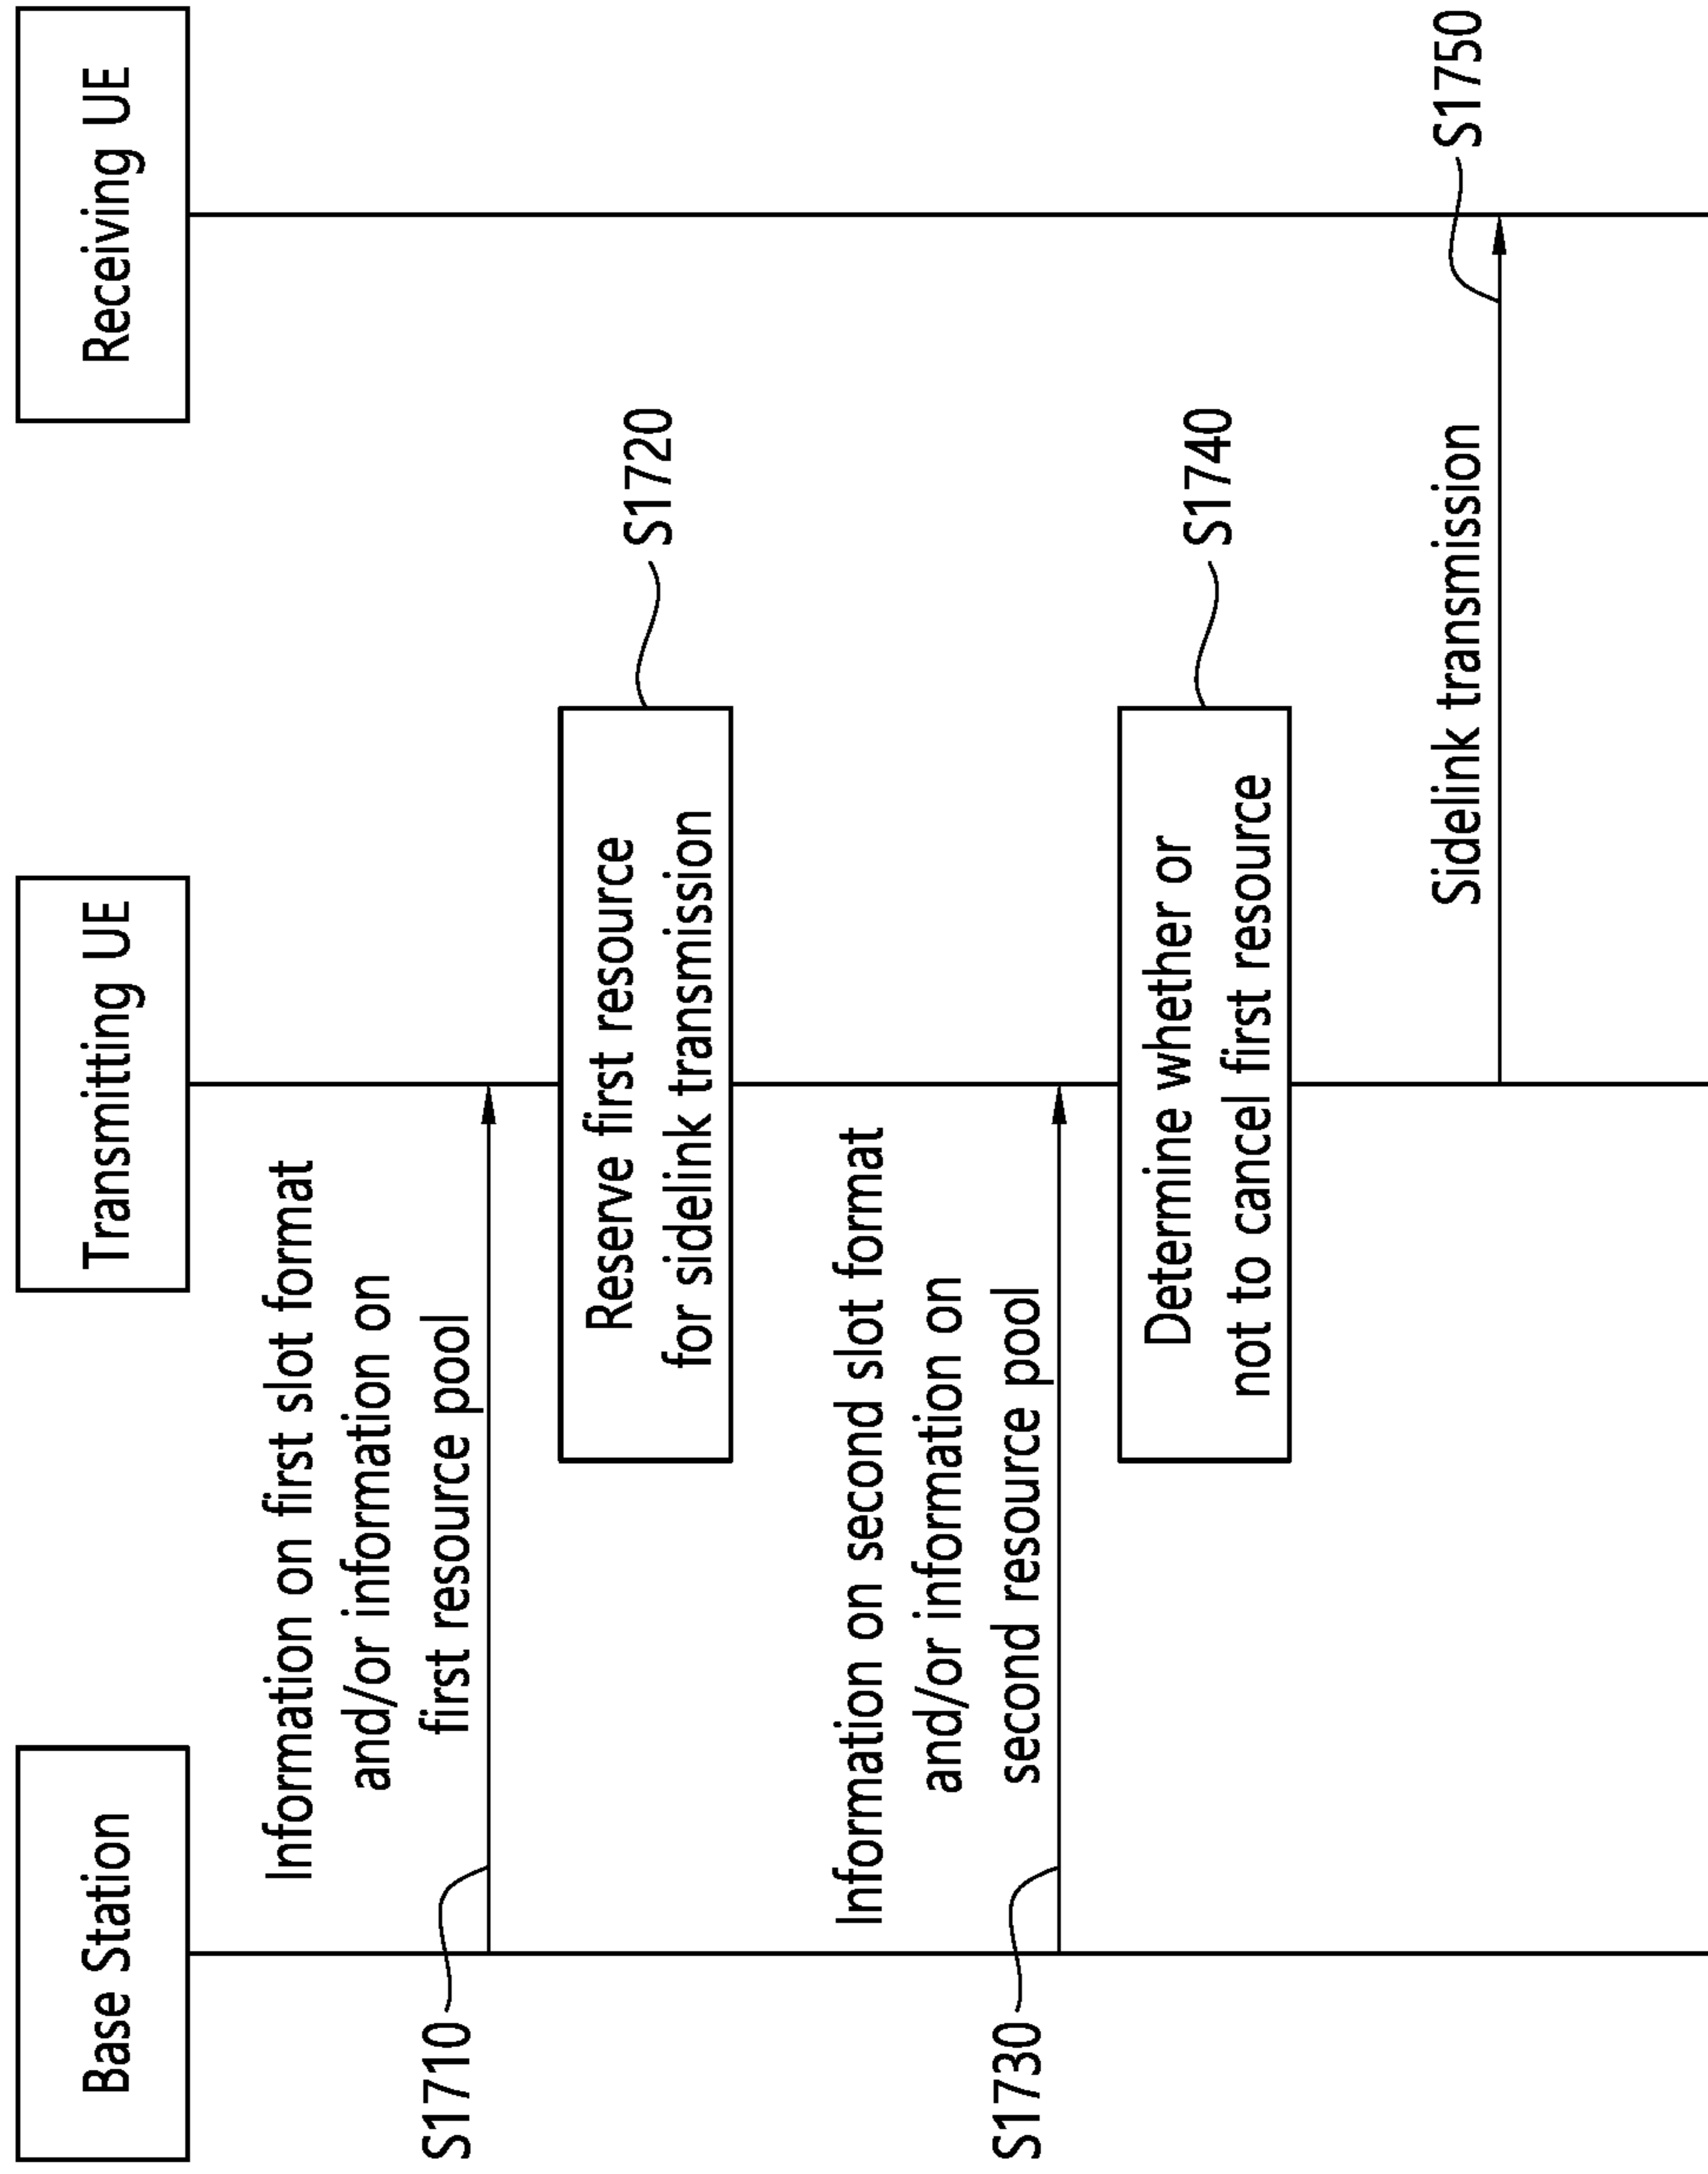 Base Station
Transmitting UE
Receiving UE
Information on first slot format
and/or information on
first resource pool
S1710
Reserve first resource
for sidelink transmission
S1720
Information on second slot format
and/or information on
second resource pool
S1730
Determine whether or
not to cancel first resource
S1740
Sidelink transmission
S1750